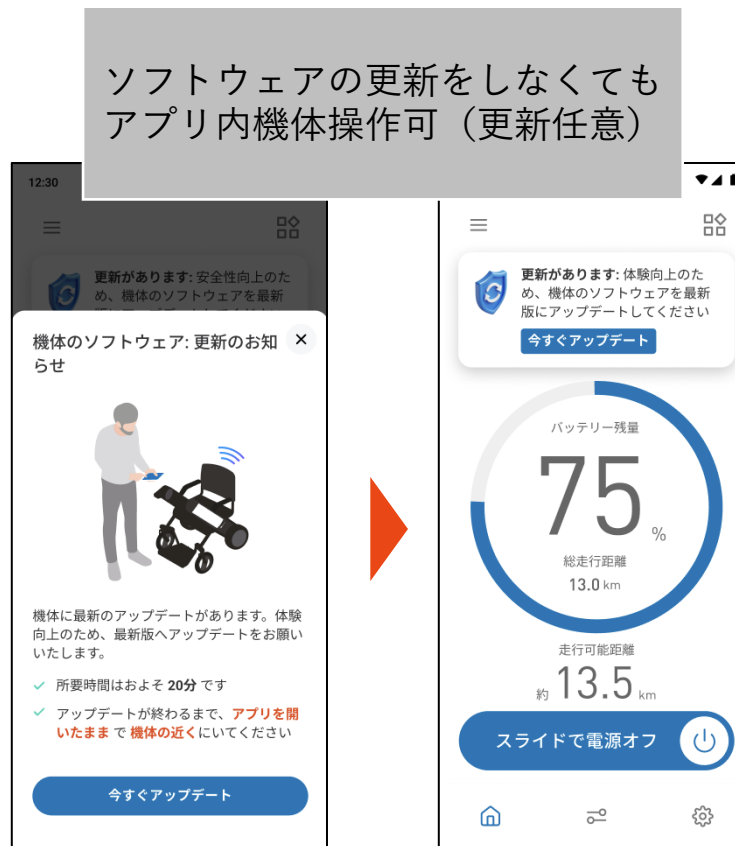 ソフトウェアの更新をしなくても
アプリ内機体操作可（更新任意）
12:30
更新があります: 安全性向上のた
め、機体のソフトウェアを最新
機体のソフトウェア: 更新のお知
らせ
機体に最新のアップデートがあります。体験
向上のため、最新版へアップデートをお願い
いたします。
所要時間はおよそ 20分 です
アップデートが終わるまで、アプリを開
いたまま で 機体の近くにいてください
今すぐアップデート
更新があります: 体験向上のた
め、機体のソフトウェアを最新
版にアップデートしてください
今すぐアップデート
バッテリー残量
75 %
総走行距離
13.0 km
走行可能距離
約 13.5 km
スライドで電源オフ